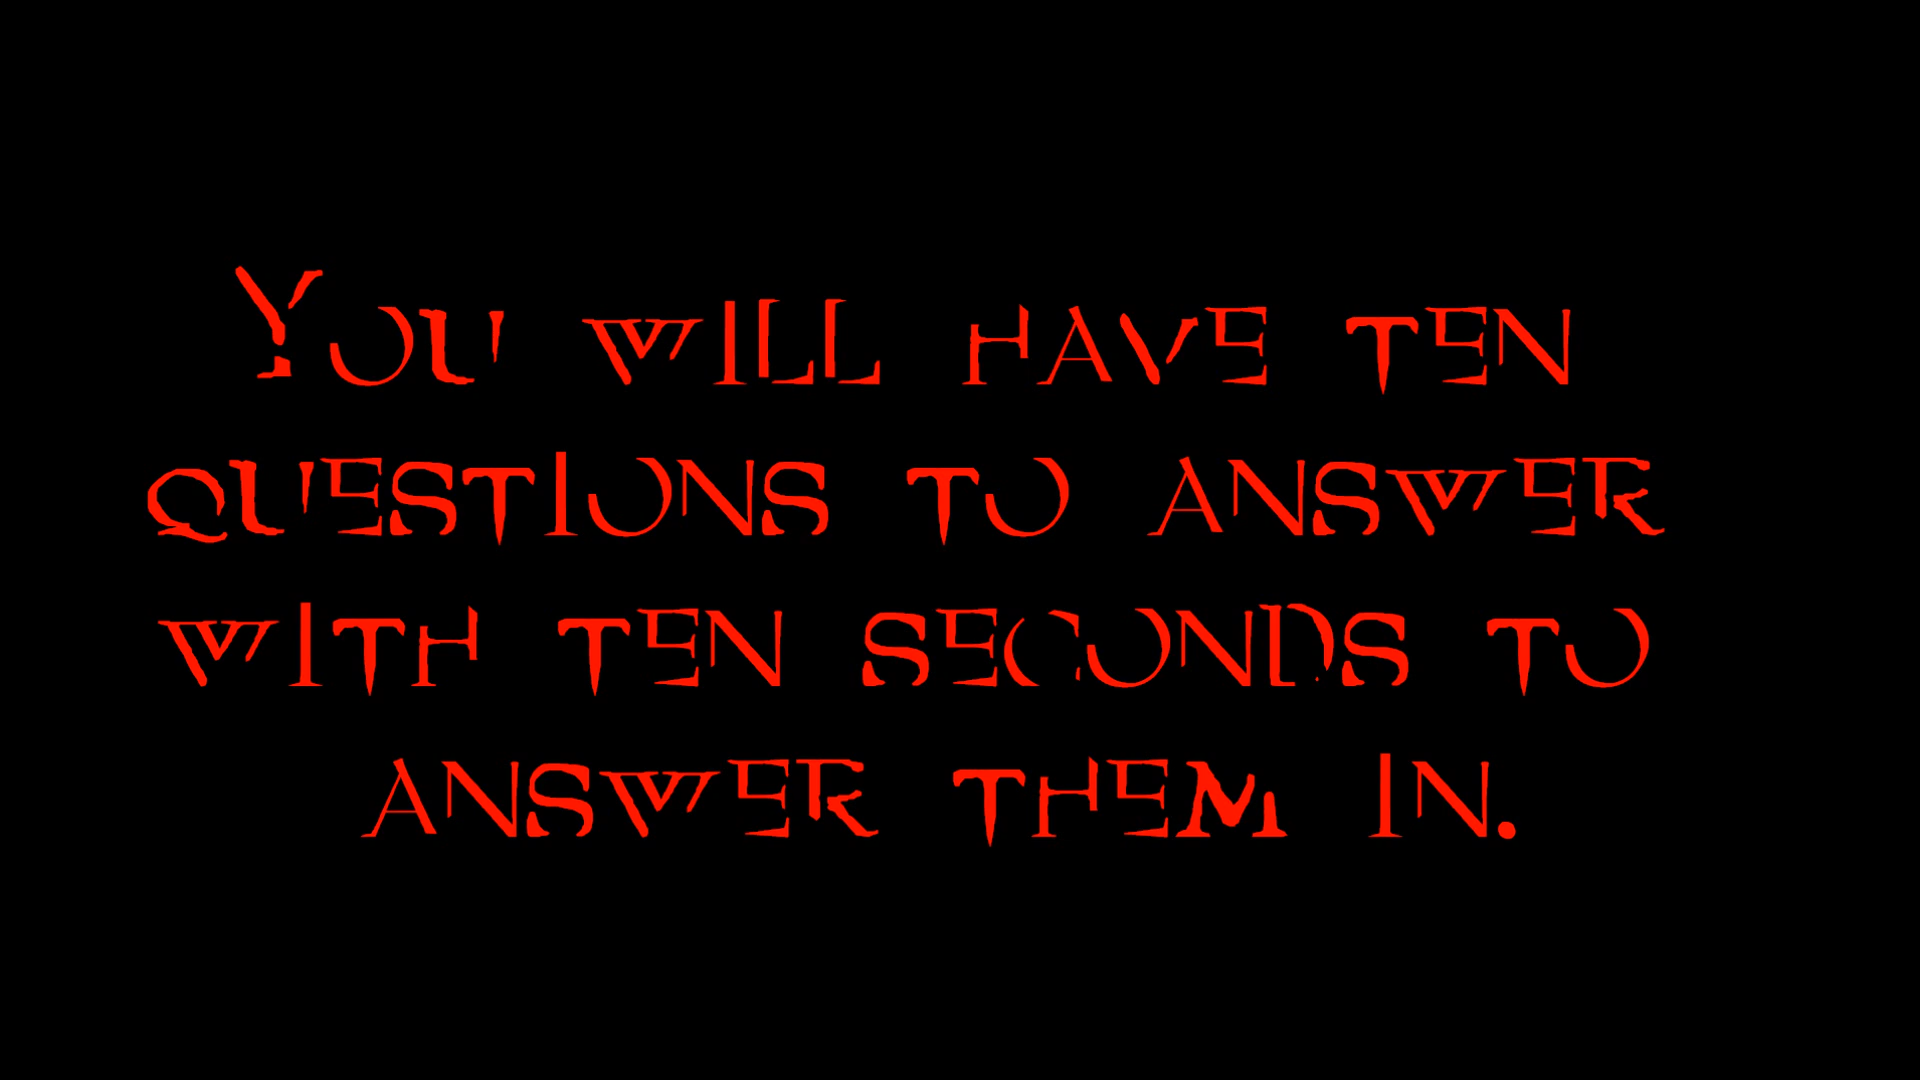 You will have ten
questions to answer
with ten seconds to
answer them in.